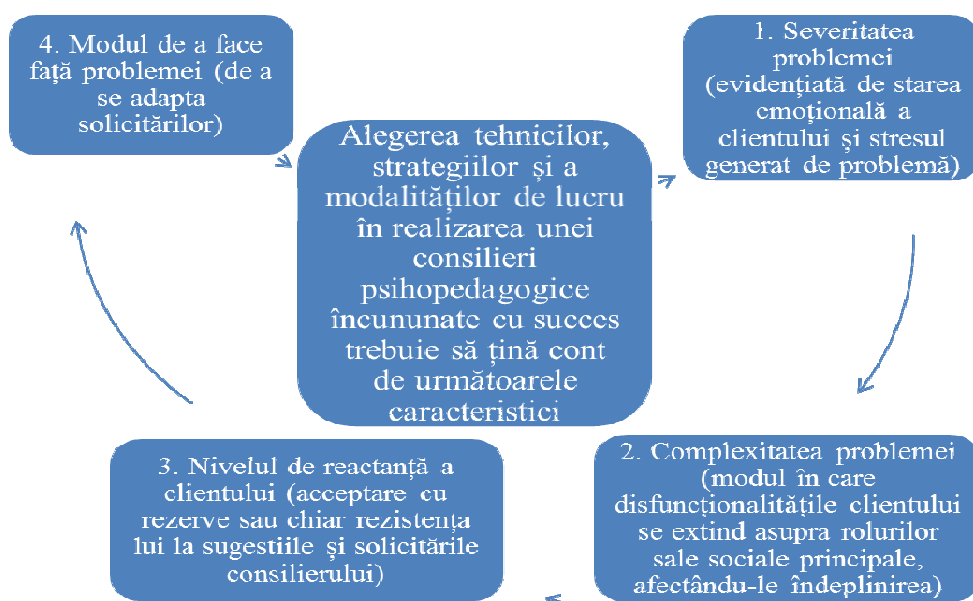 4. Modul de a face
față problemei (de a
se adapta
solicitărilor)
1. Severitatea
problemei
(evidențiată de starea
emoțională a
clientului și stresul
generat de problemă)
Alegerea tehnicilor,
strategiilor și a
modalităților de lucru
în realizarea unei
consilieri
psihopedagogice
încununate cu succes
trebuie să țină cont
de următoarele
caracteristici
3. Nivelul de reactanță a
clientului (acceptare cu
rezerve sau chiar rezistența
lui la sugestiile și solicitările
consilierului)
2. Complexitatea problemei
(modul în care
disfuncționalitățile clientului
se extind asupra rolurilor
sale sociale principale,
afectându-le îndeplinirea)